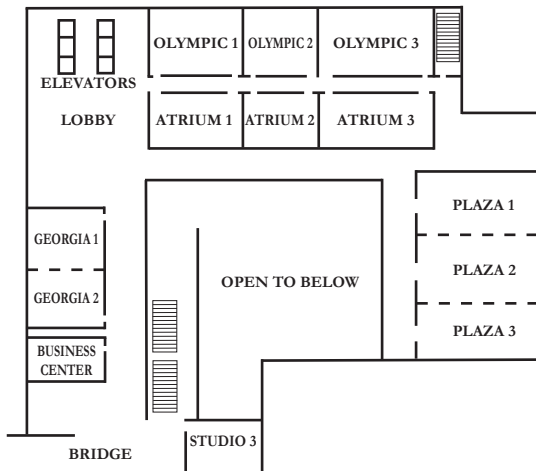 OLYMPIC 1
OLYMPIC 2
OLYMPIC 3
ELEVATORS
LOBBY
ATRIUM 1
ATRIUM 2
ATRIUM 3
PLAZA 1
GEORGIA 1
PLAZA 2
OPEN TO BELOW
GEORGIA 2
PLAZA 3
BUSINESS
CENTER
STUDIO 3
BRIDGE